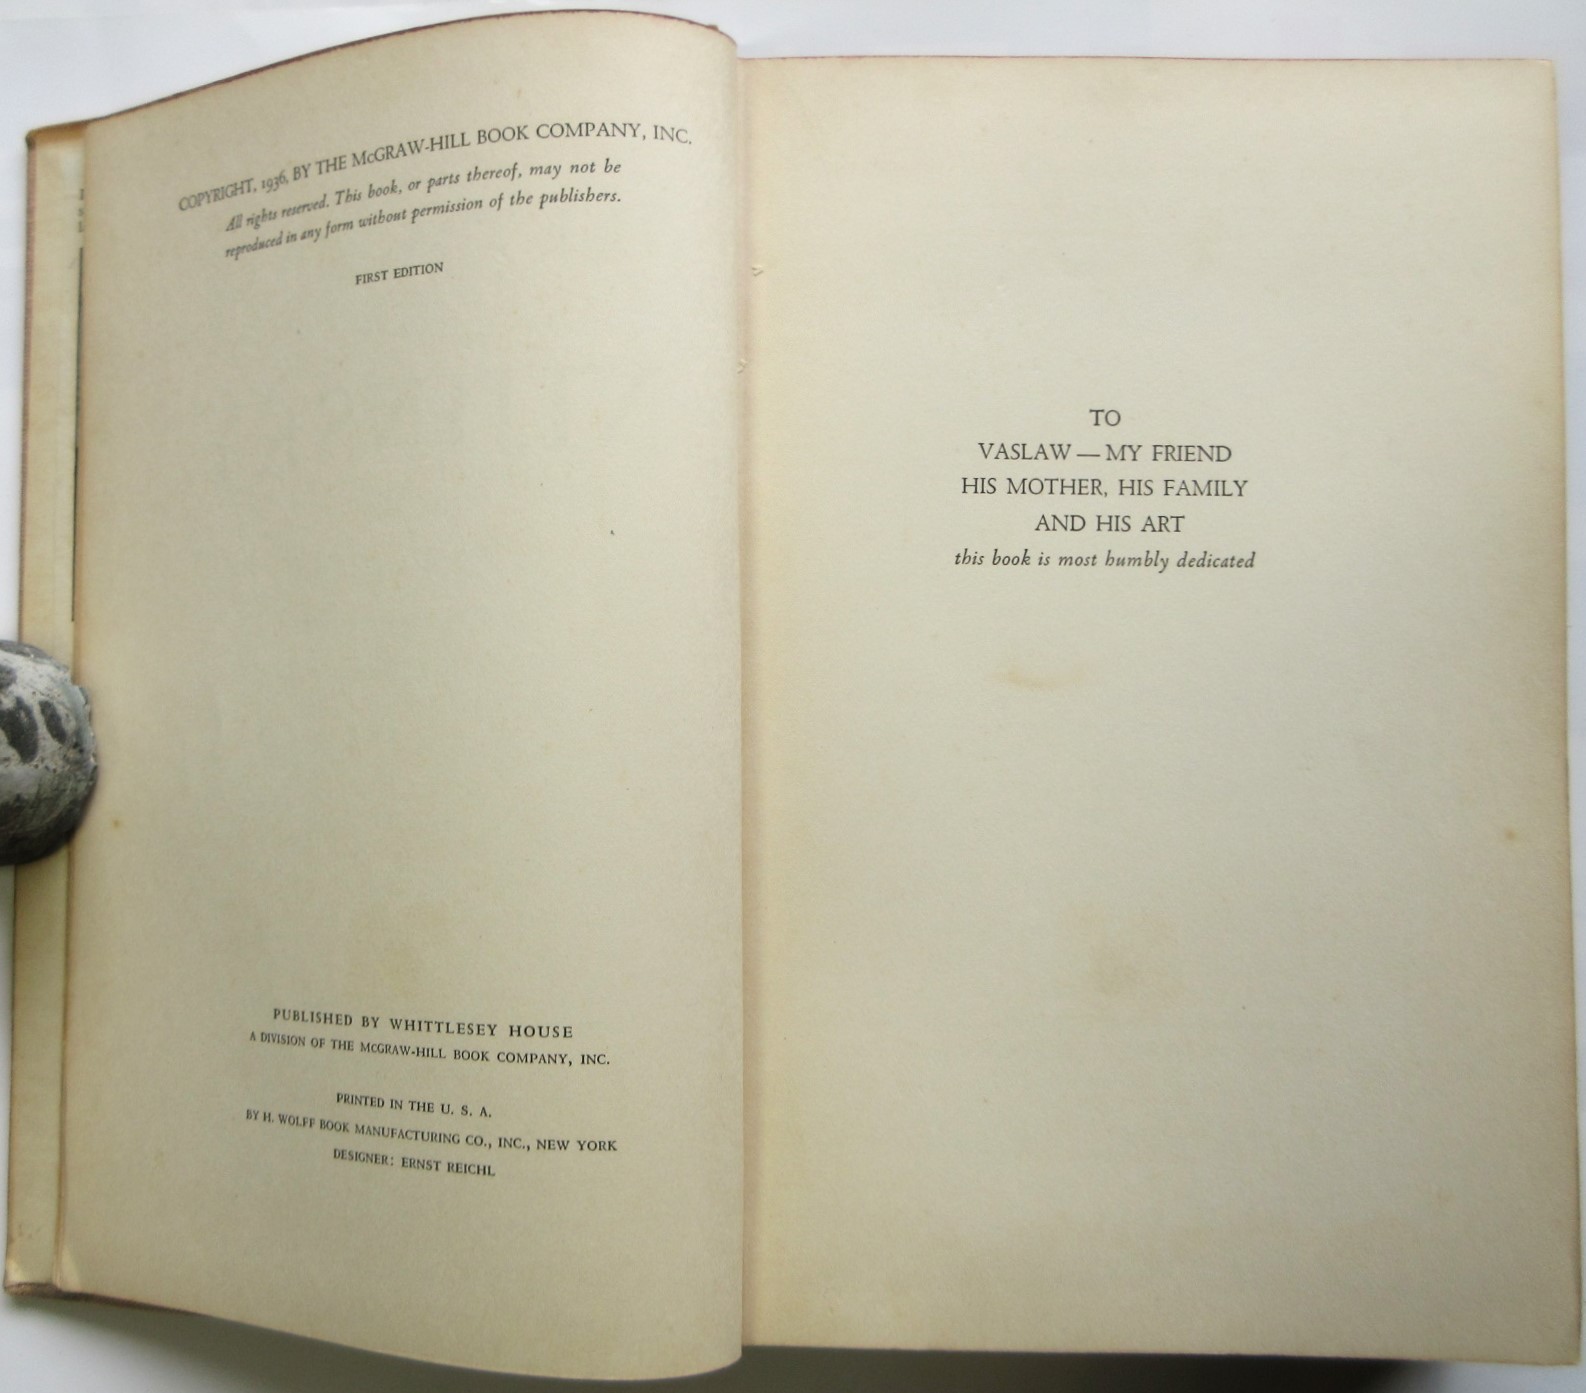 COPYRIGHT, 1936, BY THE McGRAW-HILL BOOK COMPANY, INC.
All rights reserved. This book, or parts thereof, may not be
reproduced in any form without permission of the publishers.
FIRST EDITION
PUBLISHED BY WHITTLESEY HOUSE
A DIVISION OF THE McGRAW-HILL BOOK COMPANY, INC.
PRINTED IN THE U. S. A.
BY H. WOLFF BOOK MANUFACTURING CO., INC., NEW YORK
DESIGNER: ERNST REICHL
TO
VASLAW — MY FRIEND
HIS MOTHER, HIS FAMILY
AND HIS ART
this book is most humbly dedicated